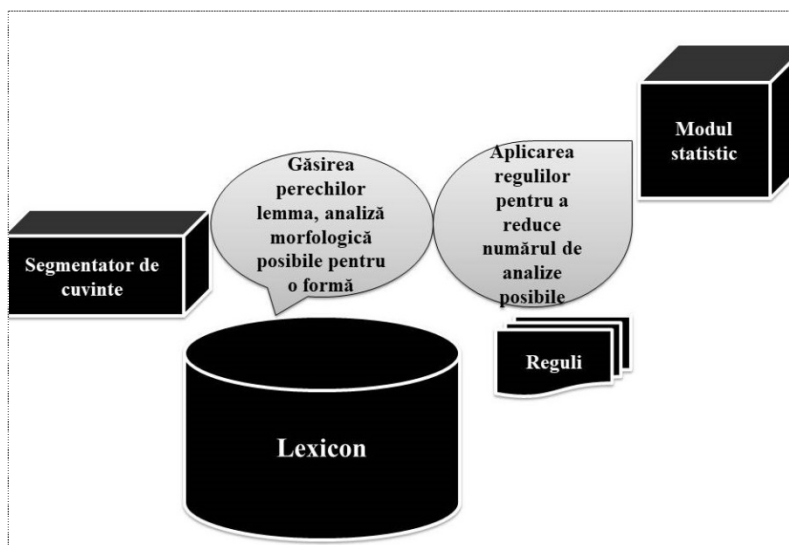 Segmentator de
cuvinte
Găsirea
perechilor
lemma, analiză
morfologică
posibile pentru
o formă
Aplicarea
regulilor
pentru a
reduce
numărul de
analize
posibile
Modul
statistic
Lexicon
Reguli